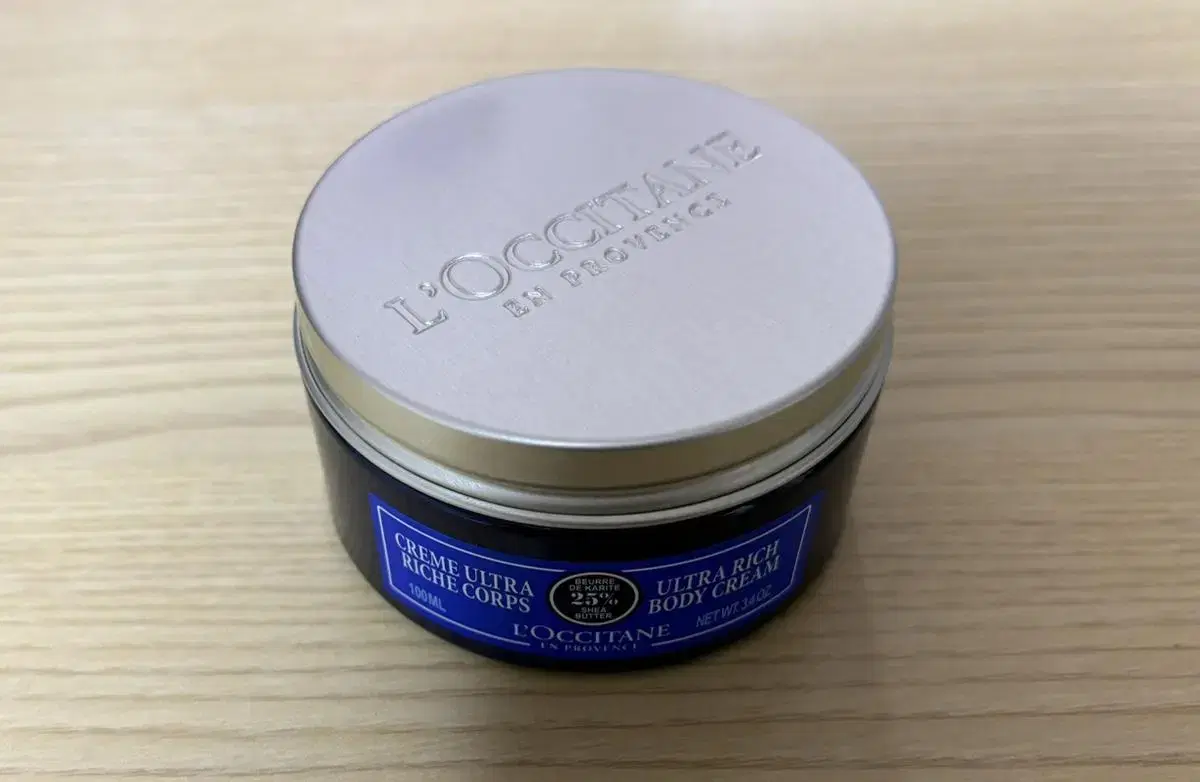 L'OCCITANE
EN PROVENCE
CREME ULTRA
RICHE CORPS
100ML
BEURRE
DE KARITE
25%
SHEA
BUTTER
ULTRA RICH
BODY CREAM
NET WT. 3.4 OZ
L'OCCITANE
EN PROVENCE